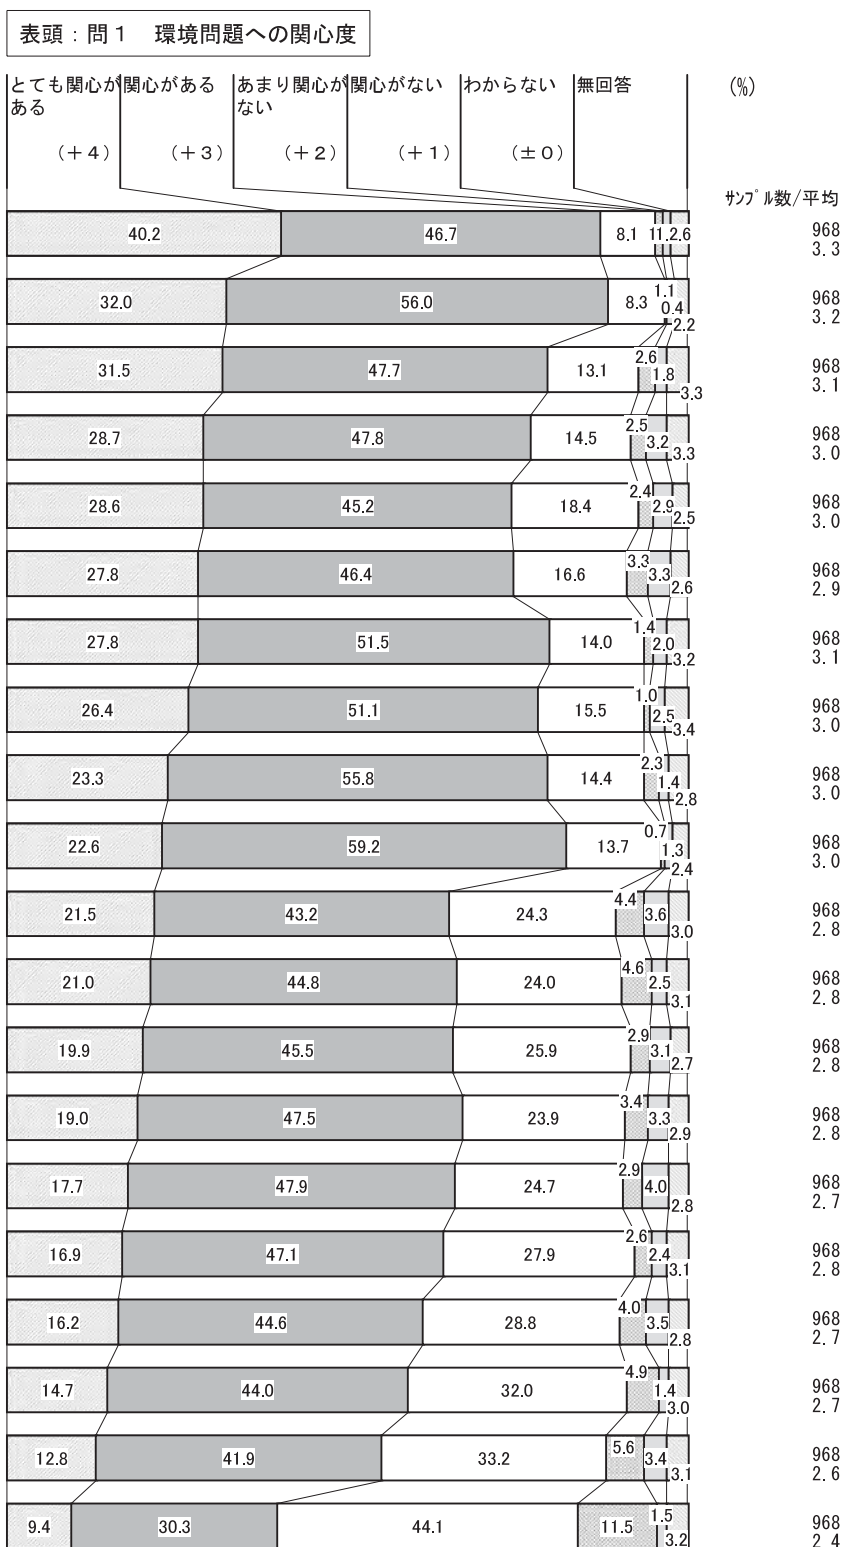 表頭：問１　環境問題への関心度
とても関心が
ある
（＋４）
関心がある
（＋３）
あまり関心が
ない
（＋２）
関心がない
（＋１）
わからない
（±０）
無回答
(%)
ｻﾝﾌﾟﾙ数/平均
40.2 46.7 8.1 2.6 968
3.3
32.0 56.0 8.3 1.1 0.4 2.2 968
3.2
31.5 47.7 13.1 2.6 1.8 3.3 968
3.1
28.7 47.8 14.5 2.5 3.2 3.3 968
3.0
28.6 45.2 18.4 2.4 2.9 2.5 968
3.0
27.8 46.4 16.6 3.3 3.3 2.6 968
2.9
27.8 51.5 14.0 1.4 2.0 3.2 968
3.1
26.4 51.1 15.5 1.0 2.5 3.4 968
3.0
23.3 55.8 14.4 2.3 1.4 2.8 968
3.0
22.6 59.2 13.7 0.7 1.3 2.4 968
3.0
21.5 43.2 24.3 4.4 3.6 3.0 968
2.8
21.0 44.8 24.0 4.6 2.5 3.1 968
2.8
19.9 45.5 25.9 2.9 3.1 2.7 968
2.8
19.0 47.5 23.9 3.4 3.3 2.9 968
2.8
17.7 47.9 24.7 2.9 4.0 2.8 968
2.7
16.9 47.1 27.9 2.6 2.4 3.1 968
2.8
16.2 44.6 28.8 4.0 3.5 2.8 968
2.7
14.7 44.0 32.0 4.9 1.4 3.0 968
2.7
12.8 41.9 33.2 5.6 3.4 3.1 968
2.6
9.4 30.3 44.1 11.5 1.5 3.2 968
2.4